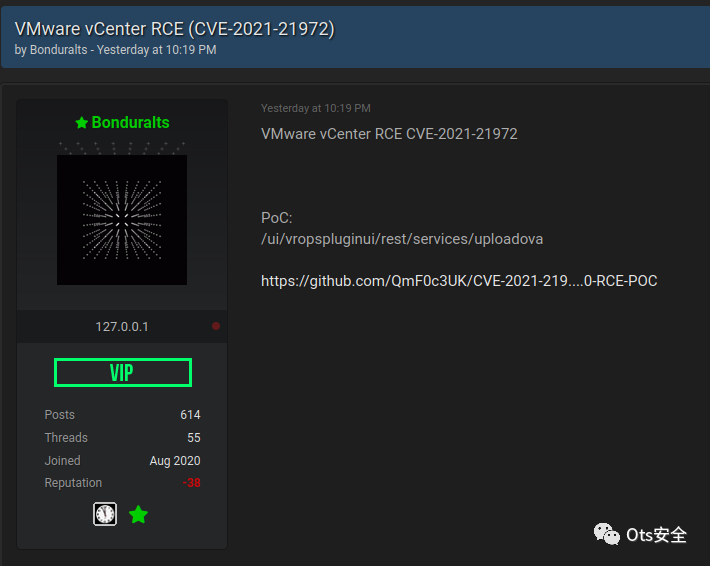 VMware vCenter RCE (CVE-2021-21972)
by Bonduralts - Yesterday at 10:19 PM
Bonduralts
Yesterday at 10:19 PM
VMware vCenter RCE CVE-2021-21972
PoC:
/ui/vropspluginui/rest/services/uploadova
https://github.com/QmF0c3UK/CVE-2021-219....0-RCE-POC
127.0.0.1
VIP
Posts 614
Threads 55
Joined Aug 2020
Reputation -38
Ots安全